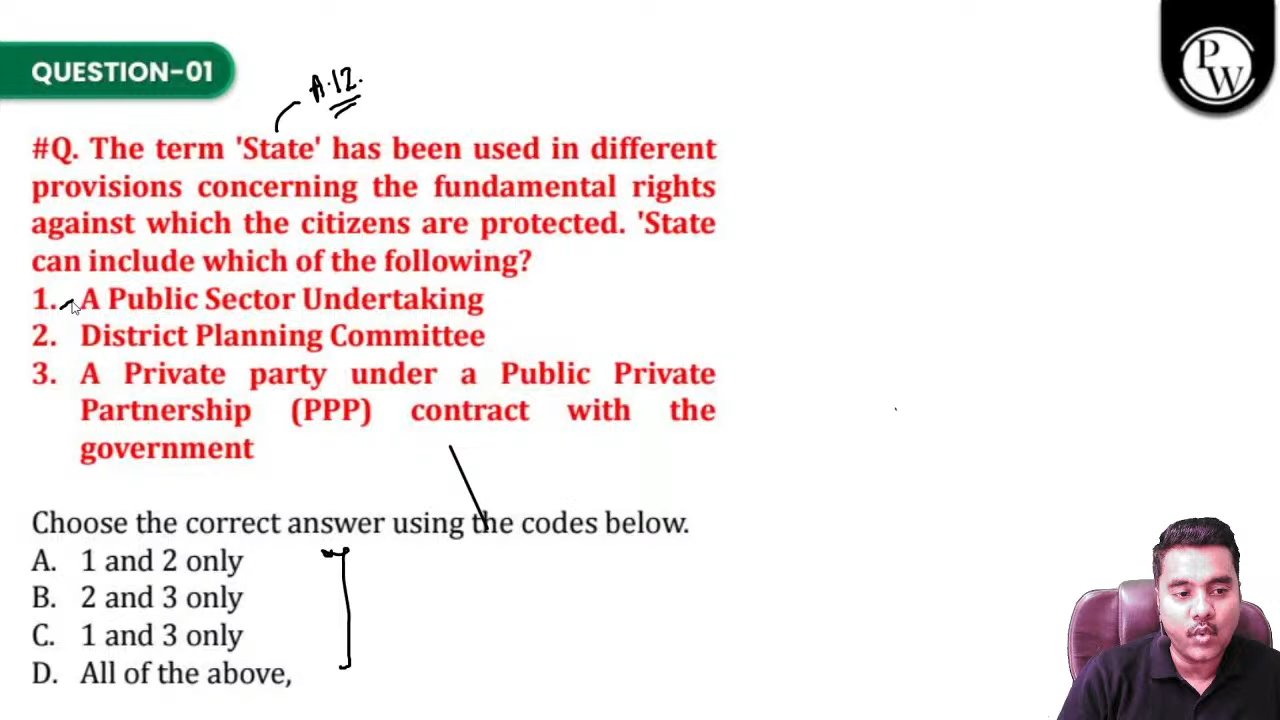 QUESTION-01
PW
A.12.
#Q. The term 'State' has been used in different
provisions concerning the fundamental rights
against which the citizens are protected. 'State
can include which of the following?
1. A Public Sector Undertaking
2. District Planning Committee
3. A Private party under a Public Private
Partnership (PPP) contract with the
government
Choose the correct answer using the codes below.
A. 1 and 2 only
B. 2 and 3 only
C. 1 and 3 only
D. All of the above,